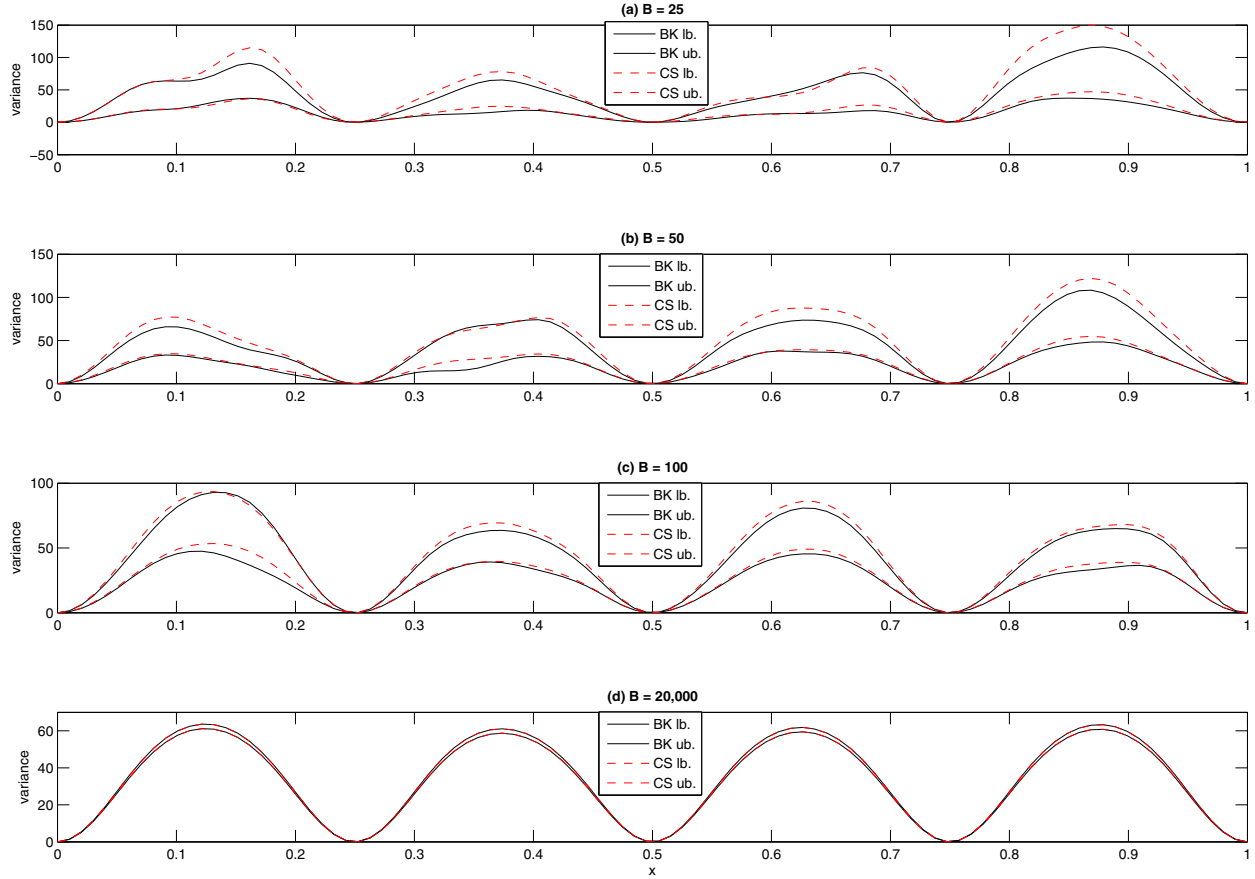 (a) B = 25
150
100
50
0
−50
variance
BK lb.
BK ub.
CS lb.
CS ub.
0 0.1 0.2 0.3 0.4 0.5 0.6 0.7 0.8 0.9 1
(b) B = 50
150
100
50
0
variance
BK lb.
BK ub.
CS lb.
CS ub.
0 0.1 0.2 0.3 0.4 0.5 0.6 0.7 0.8 0.9 1
(c) B = 100
100
50
0
variance
BK lb.
BK ub.
CS lb.
CS ub.
0 0.1 0.2 0.3 0.4 0.5 0.6 0.7 0.8 0.9 1
(d) B = 20,000
60
40
20
0
variance
BK lb.
BK ub.
CS lb.
CS ub.
0 0.1 0.2 0.3 0.4 0.5 0.6 0.7 0.8 0.9 1
x